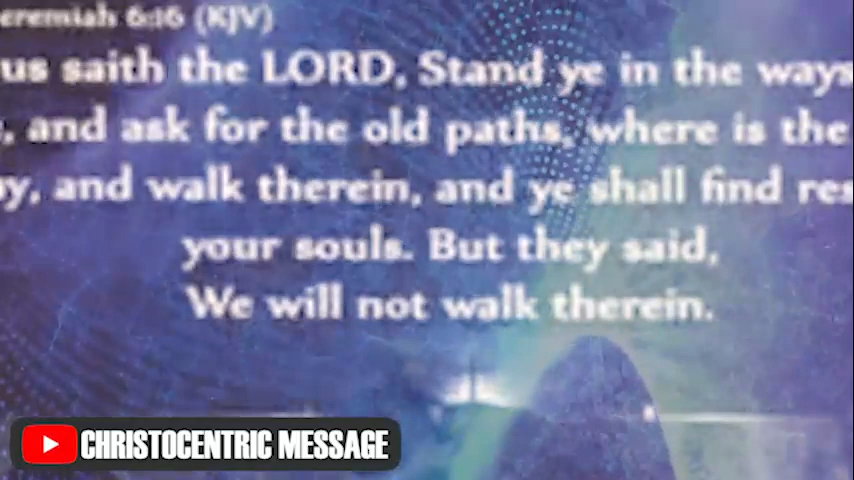 eremiah 6:16 (KJV)
us saith the LORD, Stand ye in the ways
, and ask for the old paths, where is the
y, and walk therein, and ye shall find res
your souls. But they said,
We will not walk therein.
CHRISTOCENTRIC MESSAGE